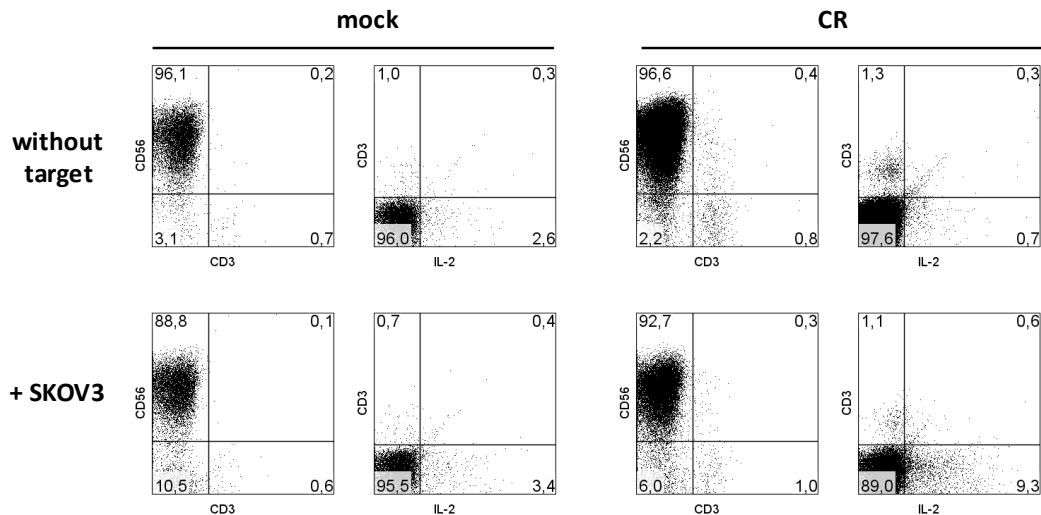 mock
CR
without
target
96,1
0,2
3,1
0,7
CD56
CD3
1,0
0,3
96,0
2,6
CD3
IL-2
96,6
0,4
2,2
0,8
CD56
CD3
1,3
0,3
97,6
0,7
CD3
IL-2
+ SKOV3
88,8
0,1
10,5
0,6
CD56
CD3
0,7
0,4
95,5
3,4
CD3
IL-2
92,7
0,3
6,0
1,0
CD56
CD3
1,1
0,6
89,0
9,3
CD3
IL-2